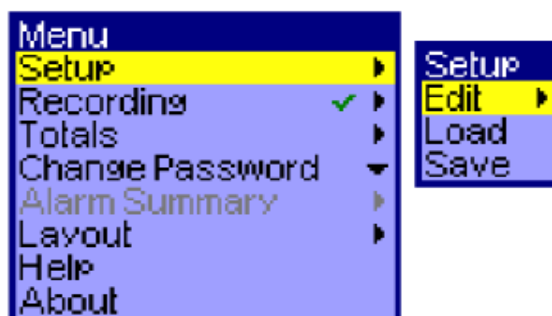 Menu
Setup
Recording
Totals
Change Password
Alarm Summary
Layout
Help
About
Setup
Edit
Load
Save